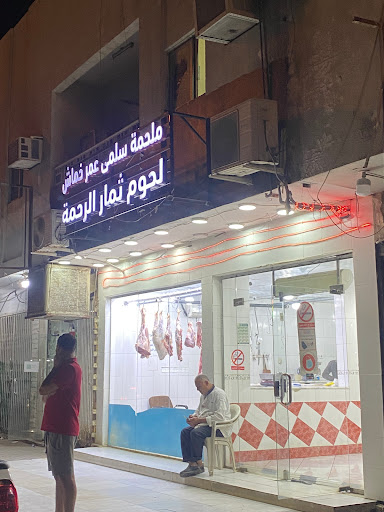 ملحمة سلمى عمر خماش
لحوم ثمار الرحمة